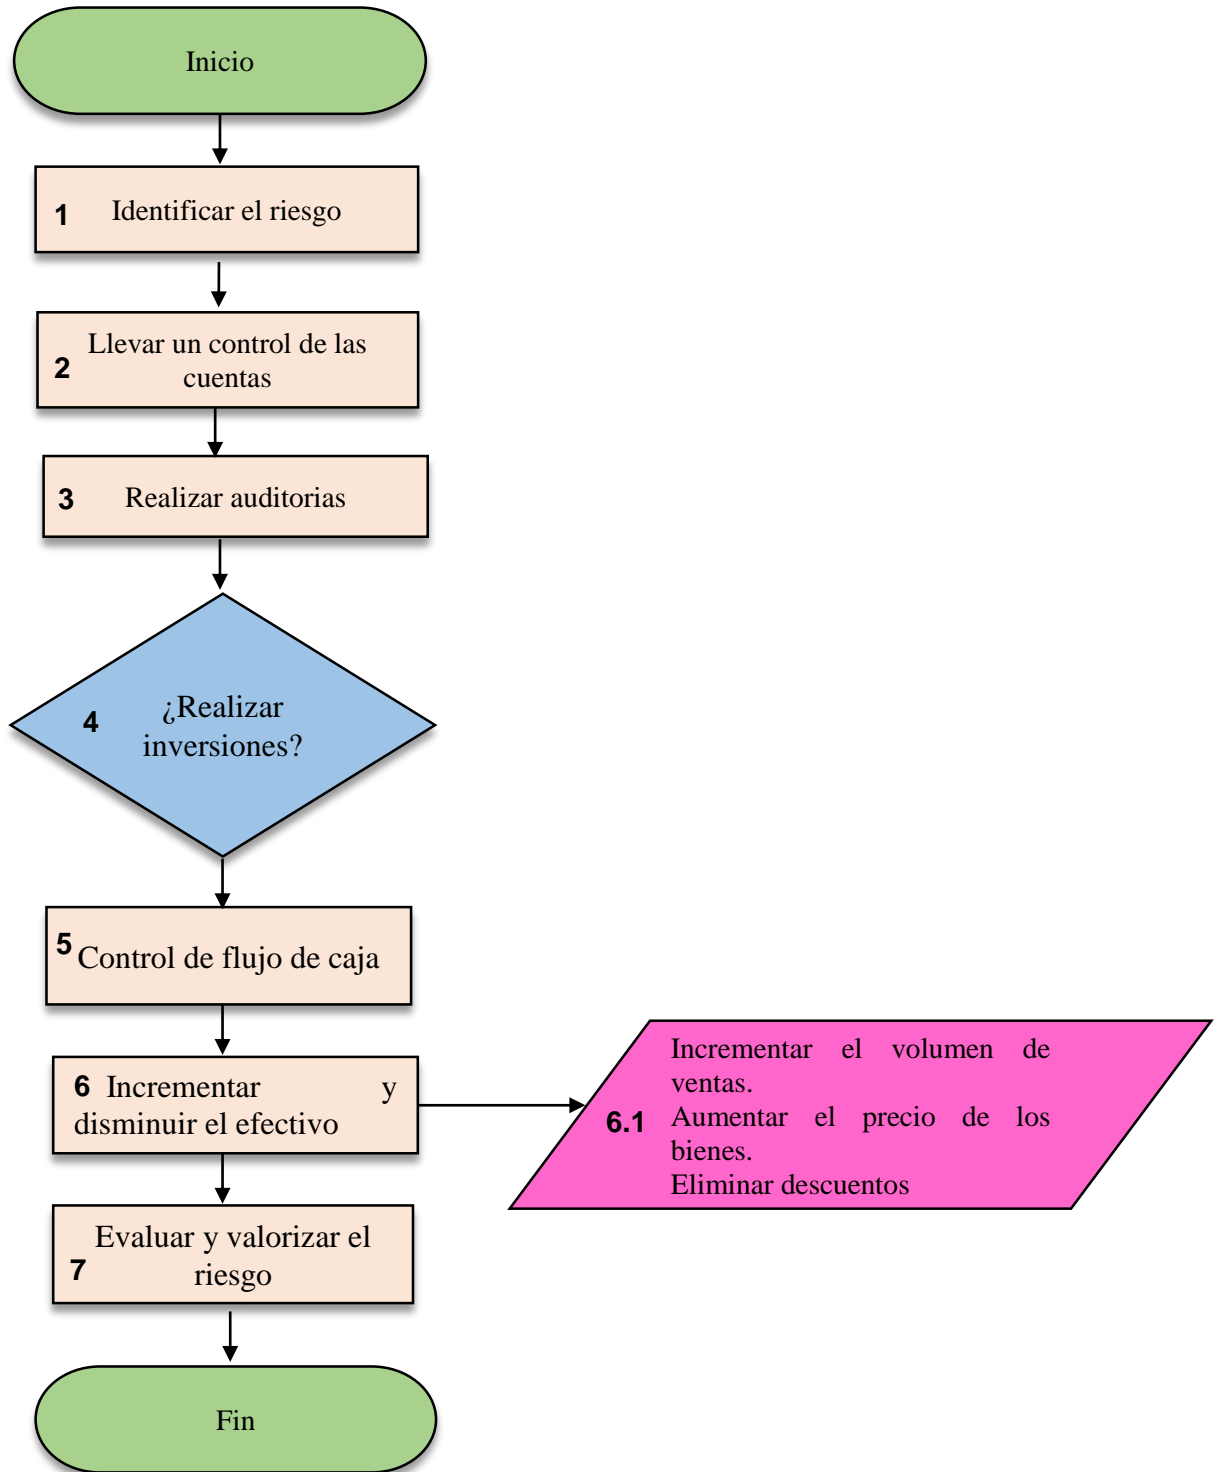 Inicio
1 Identificar el riesgo
Llevar un control de las
2 cuentas
3 Realizar auditorias
4 ¿Realizar
inversiones?
5 Control de flujo de caja
6 Incrementar y
disminuir el efectivo
Incrementar el volumen de
ventas.
6.1 Aumentar el precio de los
bienes.
Eliminar descuentos
Evaluar y valorizar el
7 riesgo
Fin